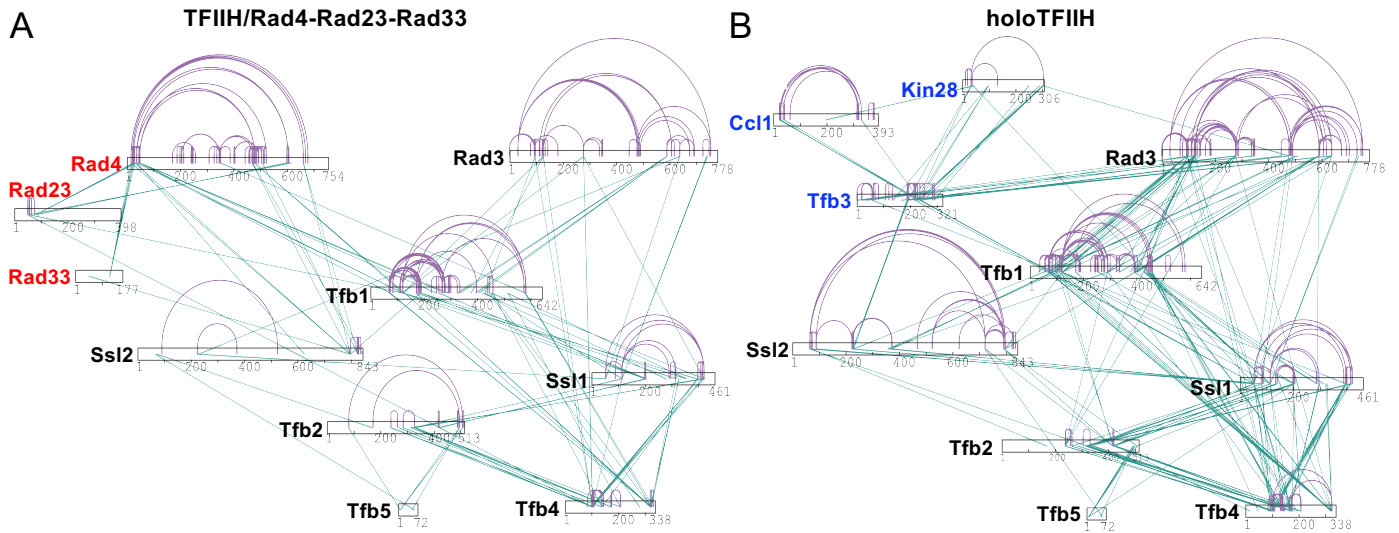 A
TFIIH/Rad4-Rad23-Rad33
Rad4
1 200 400 600 754
Rad3
1 200 400 600 778
Rad23
1 200 398
Rad33
1 177
Tfb1
1 200 400 642
Ssl2
1 200 400 600 843
Ssl1
1 200 461
Tfb2
1 200 400 513
Tfb5
1 72
Tfb4
1 200 338
B
holoTFIIH
Kin28
1 200 306
Ccl1
1 200 393
Rad3
1 200 400 600 778
Tfb3
1 200 321
Tfb1
1 200 400 642
Ssl2
1 200 400 600 843
Ssl1
1 200 461
Tfb2
1 200 400
Tfb5
1 72
Tfb4
1 200 338